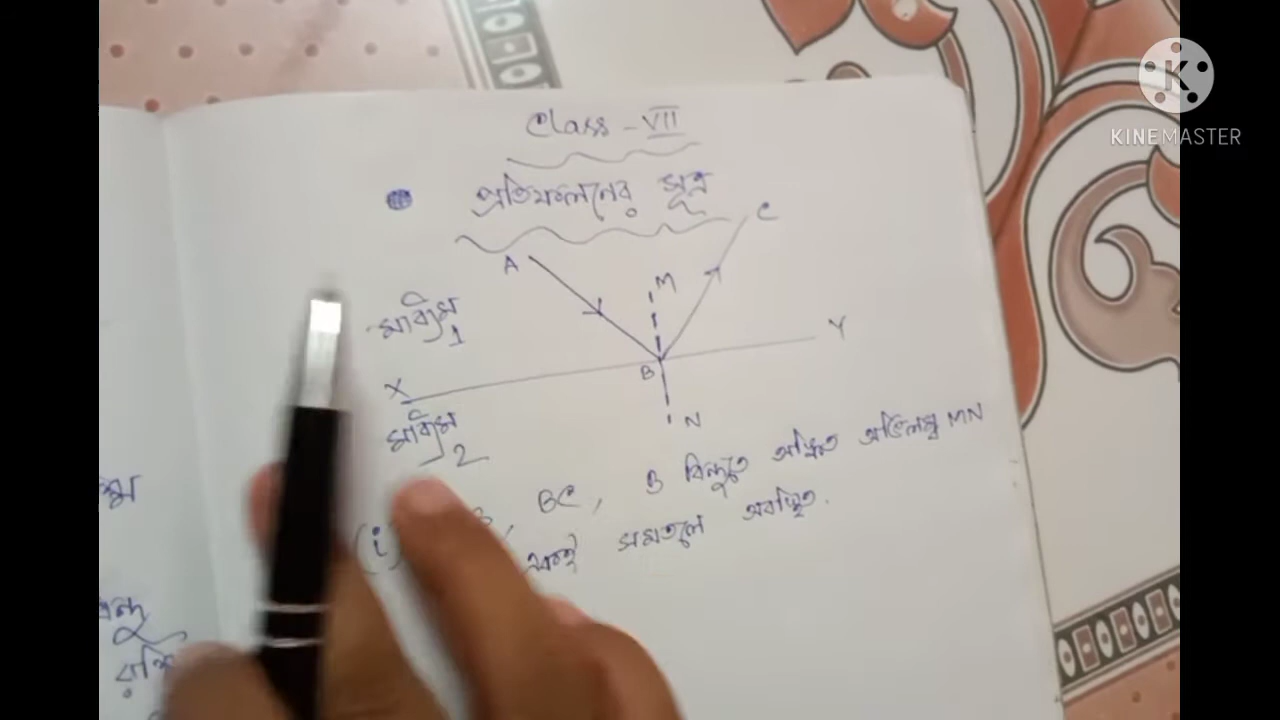 Class - VII
KINEMASTER
প্রতিফলনের সূত্র
A
C
M
মাধ্যম 1
Y
X
B
মাধ্যম 2
N
(i) BC, B বিন্দুতে অঙ্কিত অভিলম্ব MN
একই সমতলে অবস্থিত.